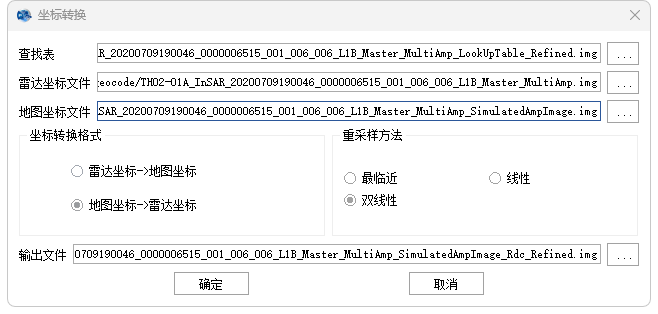 坐标转换
查找表 R_20200709190046_0000006515_001_006_006_L1B_Master_MultiAmp_LookUpTable_Refined.img ...
雷达坐标文件 eocode/TH02-01A_InSAR_20200709190046_0000006515_001_006_006_L1B_Master_MultiAmp.img ...
地图坐标文件 SAR_20200709190046_0000006515_001_006_006_L1B_Master_MultiAmp_SimulatedAmpImage.img ...
坐标转换格式 重采样方法
雷达坐标->地图坐标 最临近 线性
地图坐标->雷达坐标 双线性
输出文件 0709190046_0000006515_001_006_006_L1B_Master_MultiAmp_SimulatedAmpImage_Rdc_Refined.img ...
确定 取消